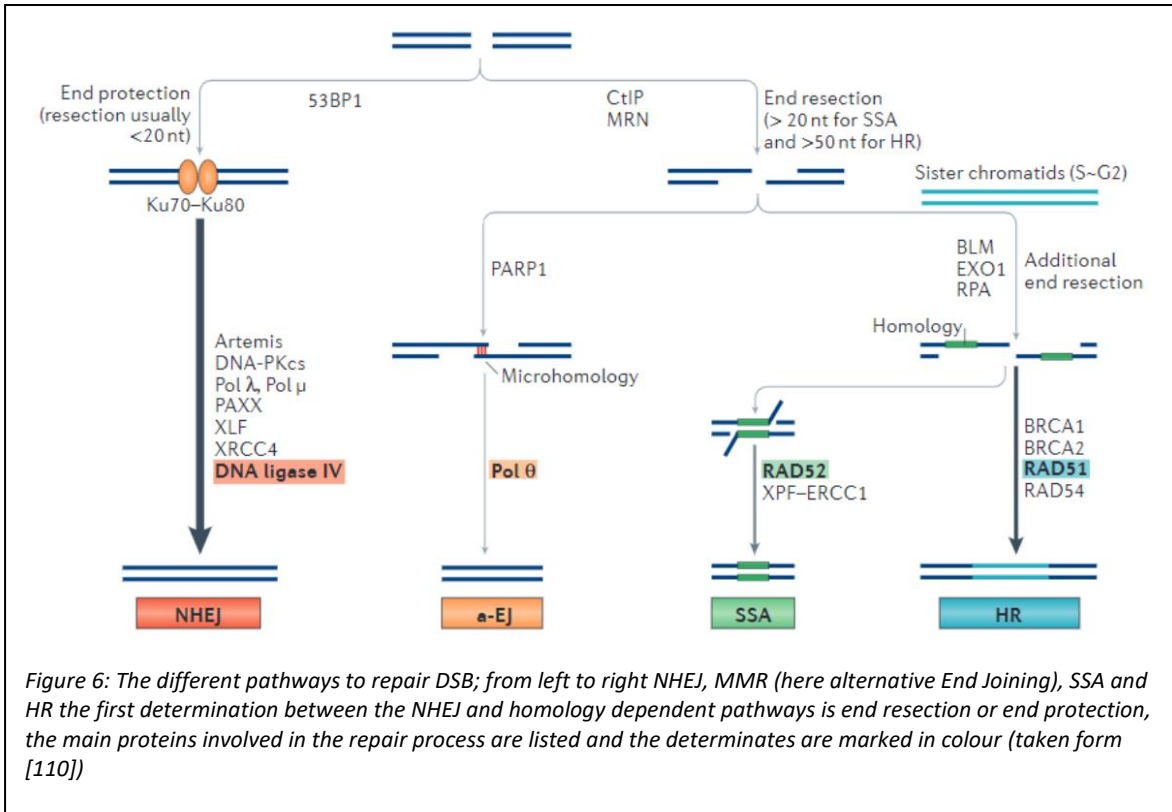 End protection
(resection usually
<20 nt)
53BP1
CtIP
MRN
End resection
(> 20 nt for SSA
and >50 nt for HR)
Sister chromatids (S~G2)
Ku70–Ku80
PARP1
BLM
EXO1
RPA
Additional
end resection
Homology
Microhomology
Artemis
DNA-PKcs
Pol λ, Pol μ
PAXX
XLF
XRCC4
DNA ligase IV
Pol θ
RAD52
XPF–ERCC1
BRCA1
BRCA2
RAD51
RAD54
NHEJ
a-EJ
SSA
HR
Figure 6: The different pathways to repair DSB; from left to right NHEJ, MMR (here alternative End Joining), SSA and
HR the first determination between the NHEJ and homology dependent pathways is end resection or end protection,
the main proteins involved in the repair process are listed and the determinates are marked in colour (taken form
[110])